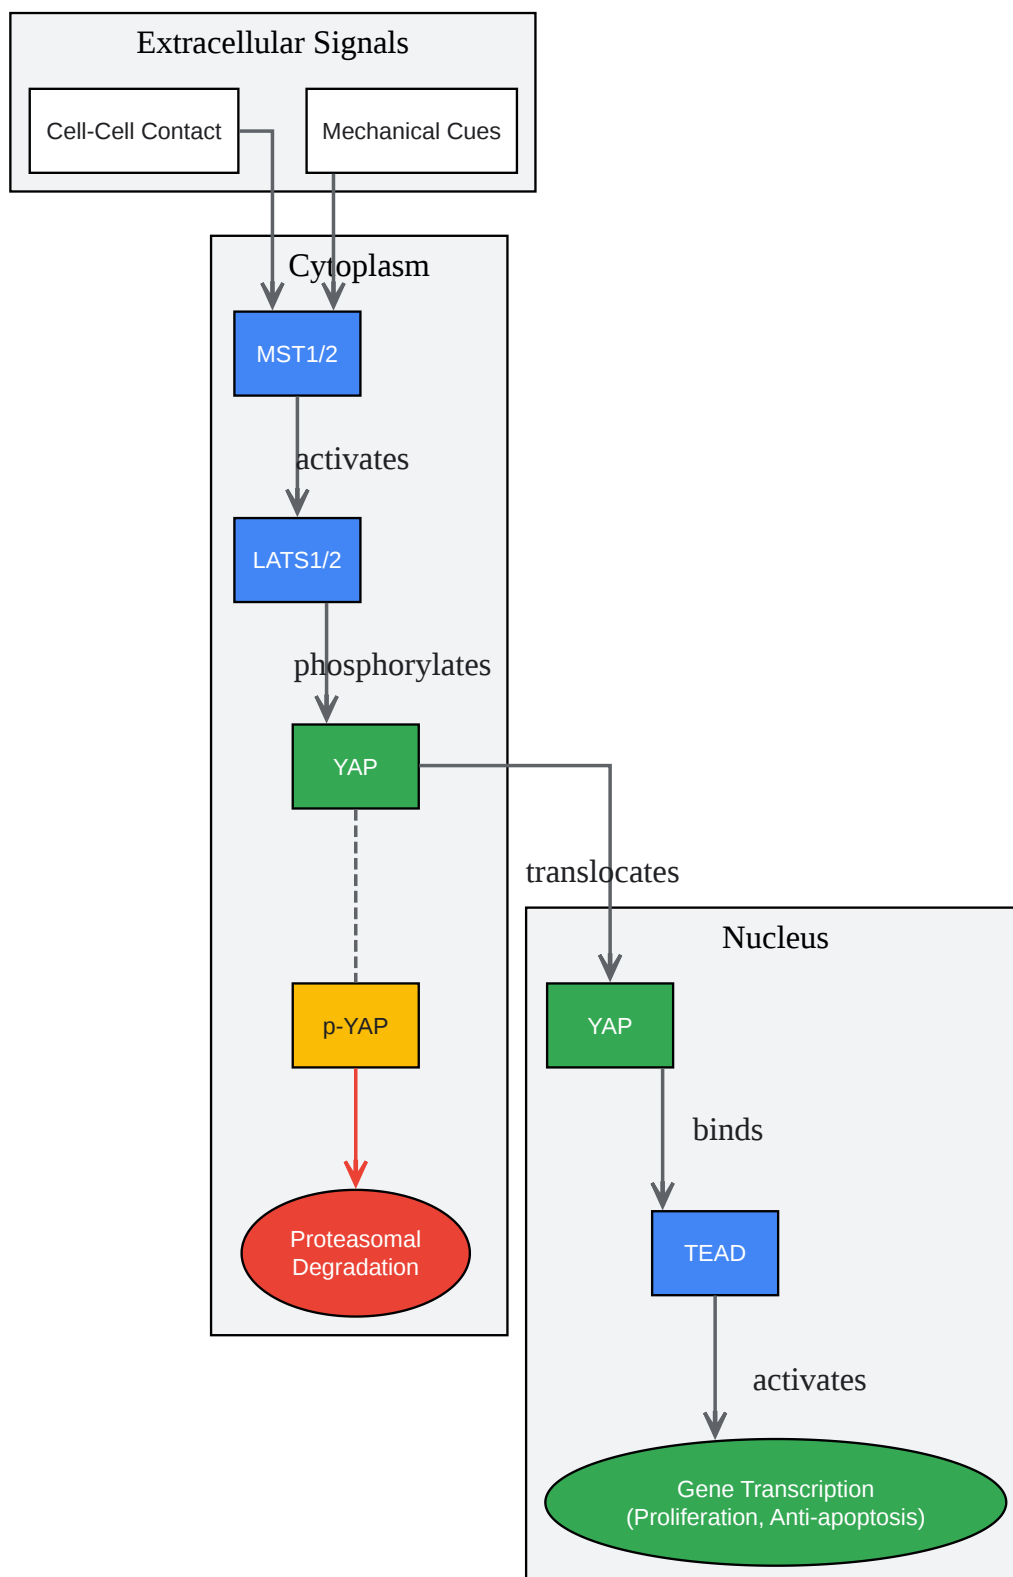 Extracellular Signals
Cell-Cell Contact
Mechanical Cues
Cytoplasm
MST1/2
activates
LATS1/2
phosphorylates
YAP
translocates
Nucleus
p-YAP
YAP
binds
Proteasomal
Degradation
TEAD
activates
Gene Transcription
(Proliferation, Anti-apoptosis)